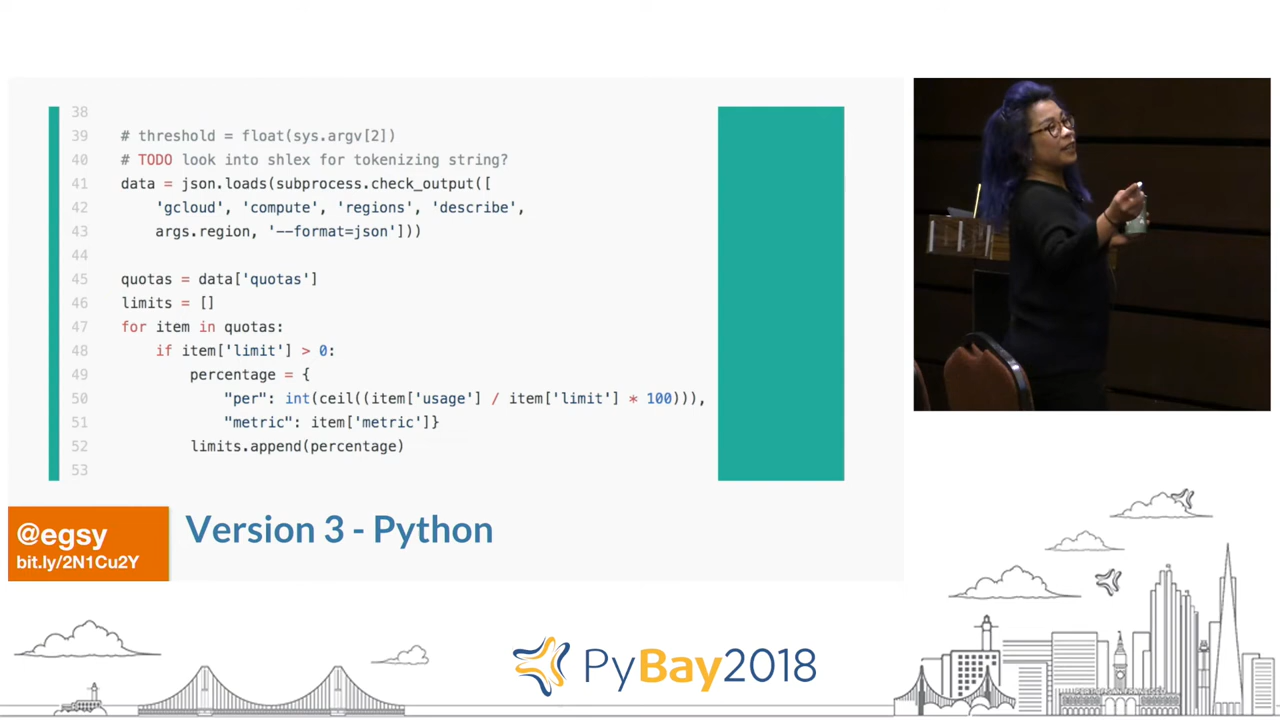 38
39 # threshold = float(sys.argv[2])
40 # TODO look into shlex for tokenizing string?
41 data = json.loads(subprocess.check_output([
42 'gcloud', 'compute', 'regions', 'describe',
43 args.region, '--format=json']))
44
45 quotas = data['quotas']
46 limits = []
47 for item in quotas:
48 if item['limit'] > 0:
49 percentage = {
50 "per": int(ceil((item['usage'] / item['limit'] * 100))),
51 "metric": item['metric']}
52 limits.append(percentage)
53
@egsy
bit.ly/2N1Cu2Y
Version 3 - Python
PyBay2018